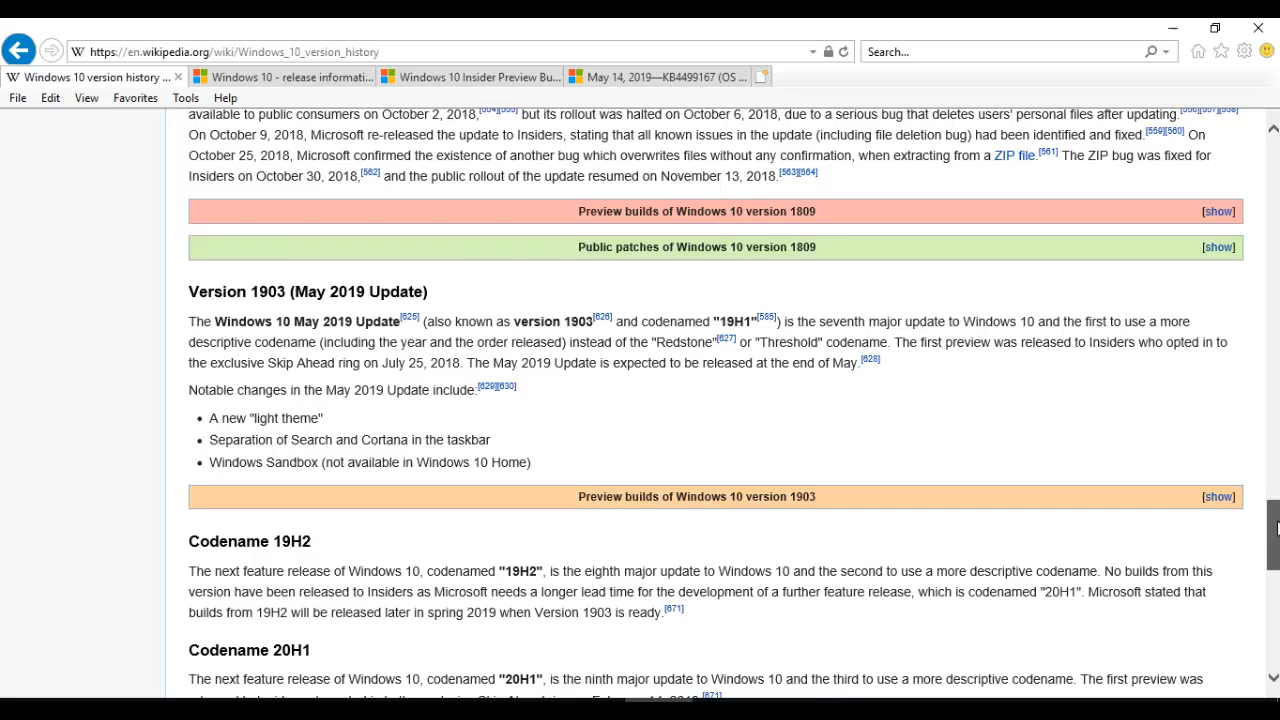 https://en.wikipedia.org/wiki/Windows_10_version_history
Search...
Windows 10 version history ...
Windows 10 - release informati...
Windows 10 Insider Preview Bu...
May 14, 2019—KB4499167 (OS ...
File Edit View Favorites Tools Help
available to public consumers on October 2, 2018,[554][555] but its rollout was halted on October 6, 2018, due to a serious bug that deletes users' personal files after updating.[556][557][558]
On October 9, 2018, Microsoft re-released the update to Insiders, stating that all known issues in the update (including file deletion bug) had been identified and fixed.[559][560] On
October 25, 2018, Microsoft confirmed the existence of another bug which overwrites files without any confirmation, when extracting from a ZIP file.[561] The ZIP bug was fixed for
Insiders on October 30, 2018,[562] and the public rollout of the update resumed on November 13, 2018.[563][564]
Preview builds of Windows 10 version 1809 [show]
Public patches of Windows 10 version 1809 [show]
Version 1903 (May 2019 Update)
The Windows 10 May 2019 Update[625] (also known as version 1903[626] and codenamed "19H1"[585]) is the seventh major update to Windows 10 and the first to use a more
descriptive codename (including the year and the order released) instead of the "Redstone"[627] or "Threshold" codename. The first preview was released to Insiders who opted in to
the exclusive Skip Ahead ring on July 25, 2018. The May 2019 Update is expected to be released at the end of May.[628]
Notable changes in the May 2019 Update include:[629][630]
• A new "light theme"
• Separation of Search and Cortana in the taskbar
• Windows Sandbox (not available in Windows 10 Home)
Preview builds of Windows 10 version 1903 [show]
Codename 19H2
The next feature release of Windows 10, codenamed "19H2", is the eighth major update to Windows 10 and the second to use a more descriptive codename. No builds from this
version have been released to Insiders as Microsoft needs a longer lead time for the development of a further feature release, which is codenamed "20H1". Microsoft stated that
builds from 19H2 will be released later in spring 2019 when Version 1903 is ready.[671]
Codename 20H1
The next feature release of Windows 10, codenamed "20H1", is the ninth major update to Windows 10 and the third to use a more descriptive codename. The first preview was
[671]